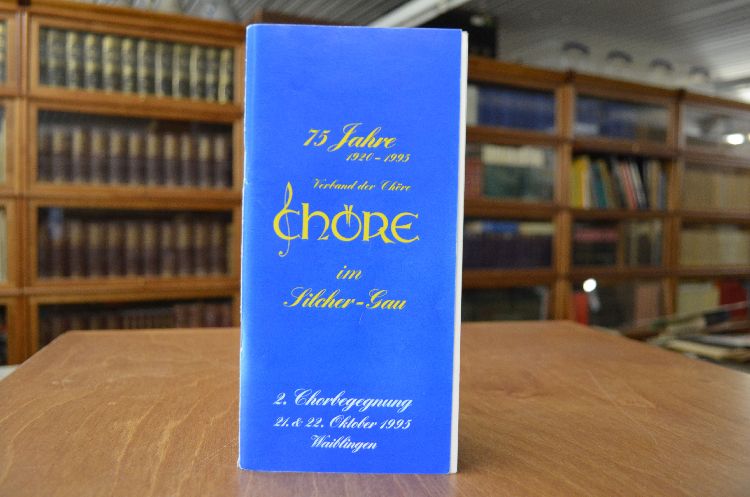 75 Jahre
1920-1995
Verband der Chöre
CHÖRE
im
Silcher-Gau
2. Chorbegegnung
21. & 22. Oktober 1995
Waiblingen